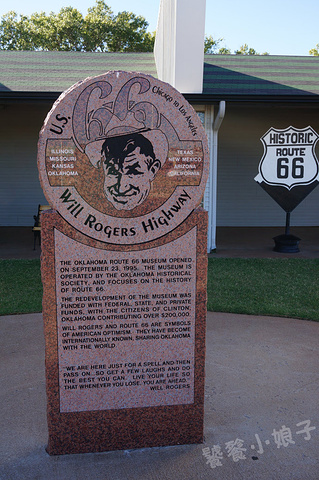 U.S.
66
Chicago to Los Angeles
ILLINOIS
MISSOURI
KANSAS
OKLAHOMA
TEXAS
NEW MEXICO
ARIZONA
CALIFORNIA
WILL ROGERS HIGHWAY
THE OKLAHOMA ROUTE 66 MUSEUM OPENED
ON SEPTEMBER 23, 1995. THE MUSEUM IS
OPERATED BY THE OKLAHOMA HISTORICAL
SOCIETY, AND FOCUSES ON THE HISTORY
OF ROUTE 66.
THE REDEVELOPMENT OF THE MUSEUM WAS
FUNDED WITH FEDERAL, STATE, AND PRIVATE
FUNDS, WITH THE CITIZENS OF CLINTON,
OKLAHOMA CONTRIBUTING OVER $200,000.
WILL ROGERS AND ROUTE 66 ARE SYMBOLS
OF AMERICAN OPTIMISM. THEY HAVE BECOME
INTERNATIONALLY KNOWN, SHARING OKLAHOMA
WITH THE WORLD.
"WE ARE HERE JUST FOR A SPELL AND THEN
PASS ON. SO GET A FEW LAUGHS AND DO
THE BEST YOU CAN. LIVE YOUR LIFE SO
THAT WHENEVER YOU LOSE, YOU ARE AHEAD."
WILL ROGERS
HISTORIC
ROUTE
66
饕餮小娘子